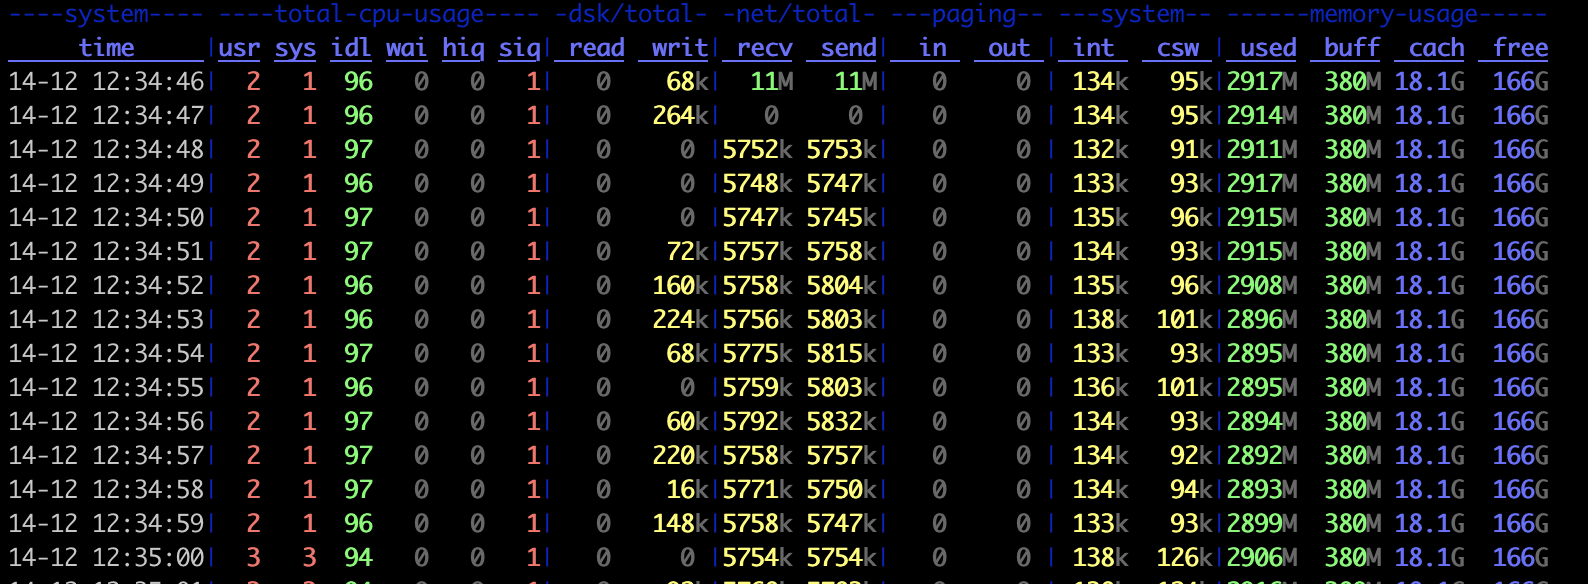 ----system---- ----total-cpu-usage---- -dsk/total- -net/total- ---paging-- ---system-- ------memory-usage-----
time |usr sys idl wai hiq siq| read writ| recv send| in out | int csw | used buff cach free
14-12 12:34:46| 2 1 96 0 0 1| 0 68k| 11M 11M| 0 0 | 134k 95k|2917M 380M 18.1G 166G
14-12 12:34:47| 2 1 96 0 0 1| 0 264k| 0 0 | 0 0 | 134k 95k|2914M 380M 18.1G 166G
14-12 12:34:48| 2 1 97 0 0 1| 0 0 |5752k 5753k| 0 0 | 132k 91k|2911M 380M 18.1G 166G
14-12 12:34:49| 2 1 96 0 0 1| 0 0 |5748k 5747k| 0 0 | 133k 93k|2917M 380M 18.1G 166G
14-12 12:34:50| 2 1 97 0 0 1| 0 0 |5747k 5745k| 0 0 | 135k 96k|2915M 380M 18.1G 166G
14-12 12:34:51| 2 1 97 0 0 1| 0 72k|5757k 5758k| 0 0 | 134k 93k|2915M 380M 18.1G 166G
14-12 12:34:52| 2 1 96 0 0 1| 0 160k|5758k 5804k| 0 0 | 135k 96k|2908M 380M 18.1G 166G
14-12 12:34:53| 2 1 96 0 0 1| 0 224k|5756k 5803k| 0 0 | 138k 101k|2896M 380M 18.1G 166G
14-12 12:34:54| 2 1 97 0 0 1| 0 68k|5775k 5815k| 0 0 | 133k 93k|2895M 380M 18.1G 166G
14-12 12:34:55| 2 1 96 0 0 1| 0 0 |5759k 5803k| 0 0 | 136k 101k|2895M 380M 18.1G 166G
14-12 12:34:56| 2 1 97 0 0 1| 0 60k|5792k 5832k| 0 0 | 134k 93k|2894M 380M 18.1G 166G
14-12 12:34:57| 2 1 97 0 0 1| 0 220k|5758k 5757k| 0 0 | 134k 92k|2892M 380M 18.1G 166G
14-12 12:34:58| 2 1 97 0 0 1| 0 16k|5771k 5750k| 0 0 | 134k 94k|2893M 380M 18.1G 166G
14-12 12:34:59| 2 1 96 0 0 1| 0 148k|5758k 5747k| 0 0 | 133k 93k|2899M 380M 18.1G 166G
14-12 12:35:00| 3 3 94 0 0 1| 0 0 |5754k 5754k| 0 0 | 138k 126k|2906M 380M 18.1G 166G